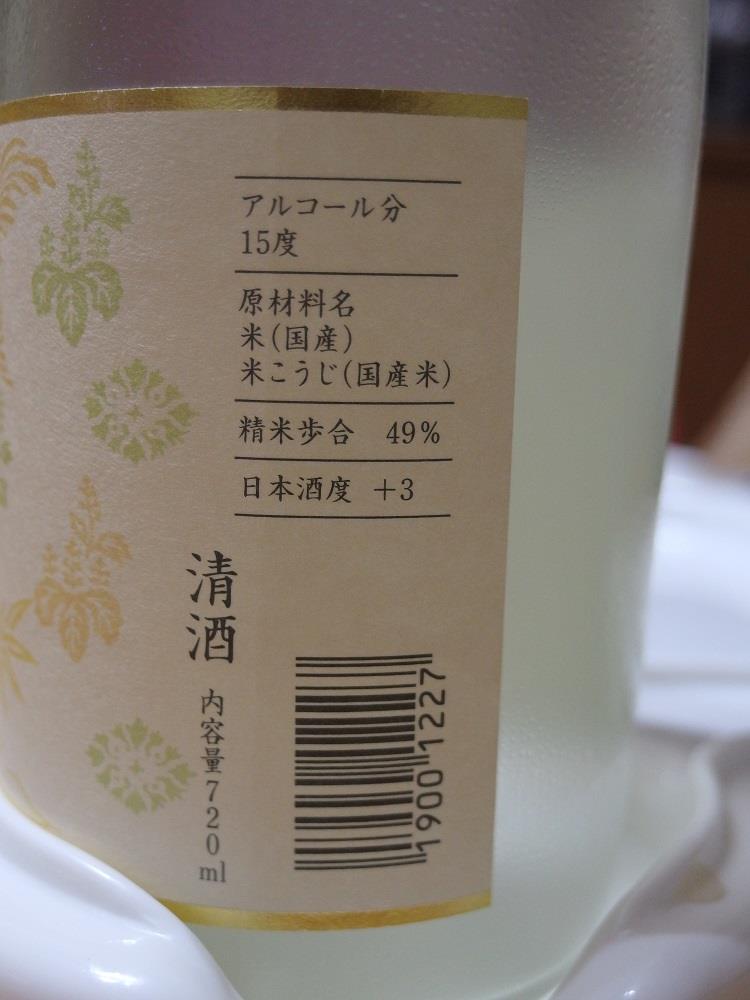 アルコール分
15度
原材料名
米(国産)
米こうじ(国産米)
精米歩合 49%
日本酒度 +3
清酒
内容量720ml
1900 1227